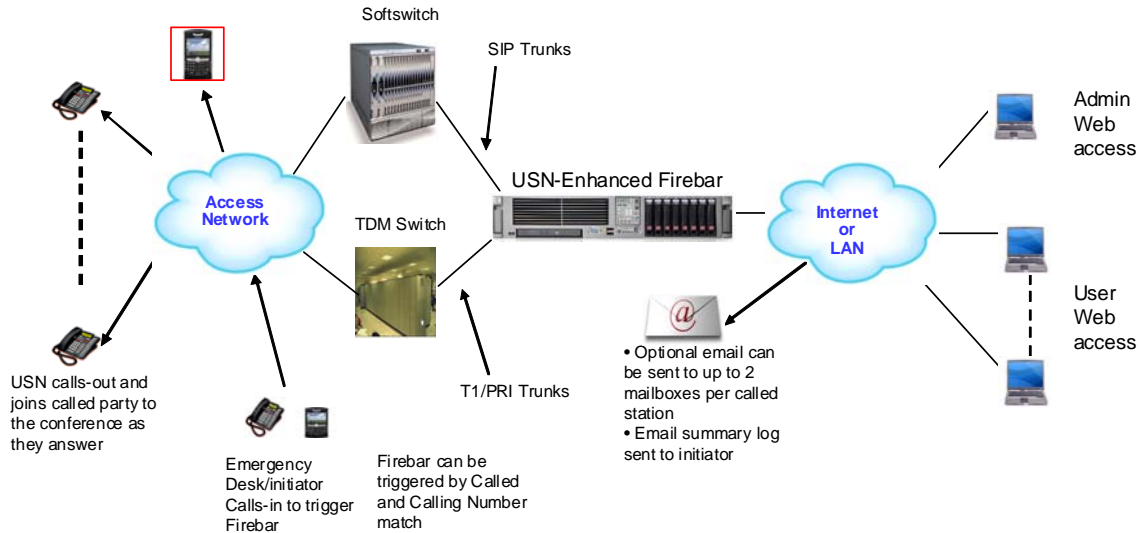 Softswitch
SIP Trunks
Access
Network
USN-Enhanced Firebar
TDM Switch
Internet
or
LAN
Admin
Web
access
User
Web
access
@
• Optional email can
be sent to up to 2
mailboxes per called
station
• Email summary log
sent to initiator
T1/PRI Trunks
USN calls-out and
joins called party to
the conference as
they answer
Emergency
Desk/initiator
Calls-in to trigger
Firebar
Firebar can be
triggered by Called
and Calling Number
match